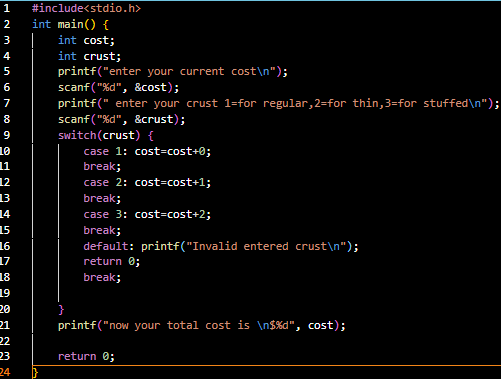 1 #include<stdio.h>
2 int main() {
3 int cost;
4 int crust;
5 printf("enter your current cost\n");
6 scanf("%d", &cost);
7 printf(" enter your crust 1=for regular,2=for thin,3=for stuffed\n");
8 scanf("%d", &crust);
9 switch(crust) {
10 case 1: cost=cost+0;
11 break;
12 case 2: cost=cost+1;
13 break;
14 case 3: cost=cost+2;
15 break;
16 default: printf("Invalid entered crust\n");
17 return 0;
18 break;
19
20 }
21 printf("now your total cost is \n$%d", cost);
22
23 return 0;
24 }